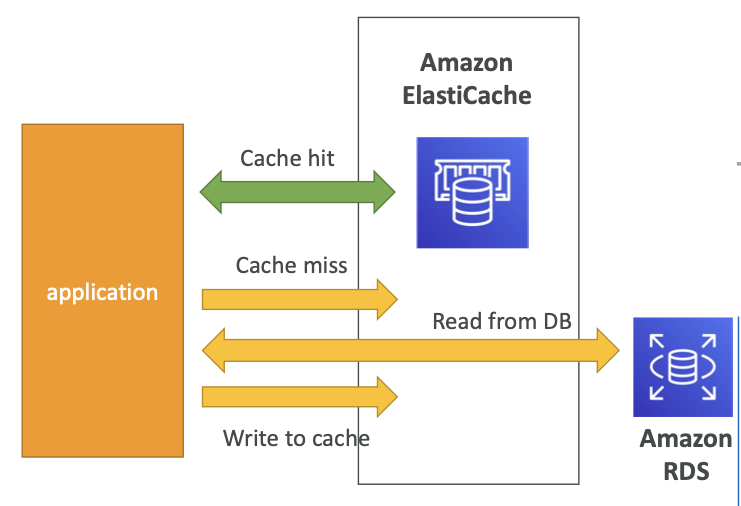 Amazon
ElastiCache
Cache hit
Cache miss
application
Read from DB
Write to cache
Amazon
RDS